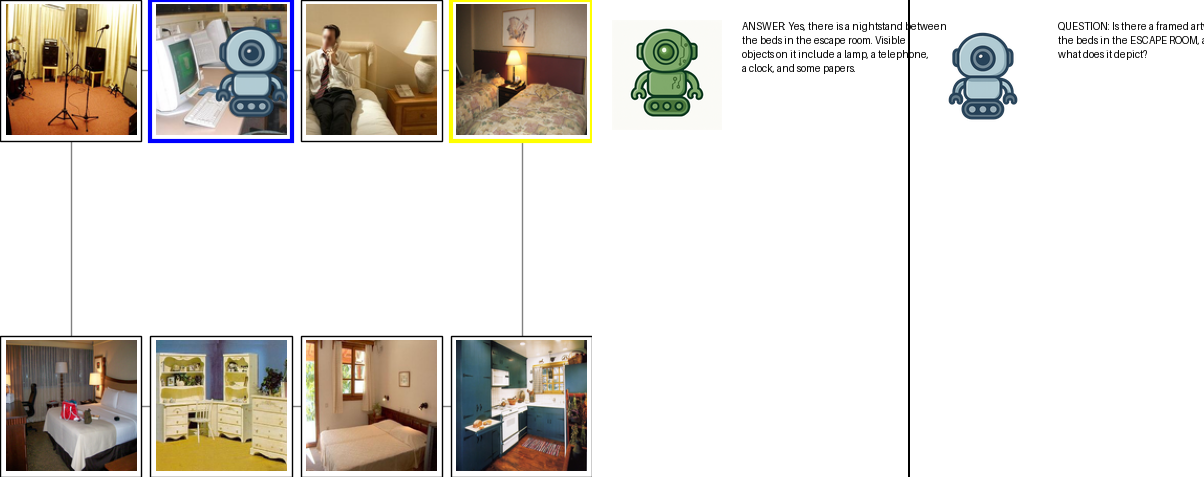 ANSWER: Yes, there is a nightstand between
the beds in the escape room. Visible
objects on it include a lamp, a telephone,
a clock, and some papers.
QUESTION: Is there a framed art
the beds in the ESCAPE ROOM, a
what does it depict?